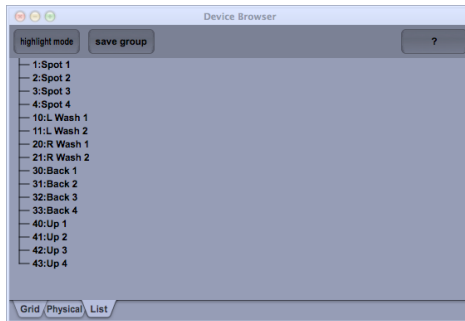 Device Browser
highlight mode save group ?
1:Spot 1
2:Spot 2
3:Spot 3
4:Spot 4
10:L Wash 1
11:L Wash 2
20:R Wash 1
21:R Wash 2
30:Back 1
31:Back 2
32:Back 3
33:Back 4
40:Up 1
41:Up 2
42:Up 3
43:Up 4
Grid Physical List